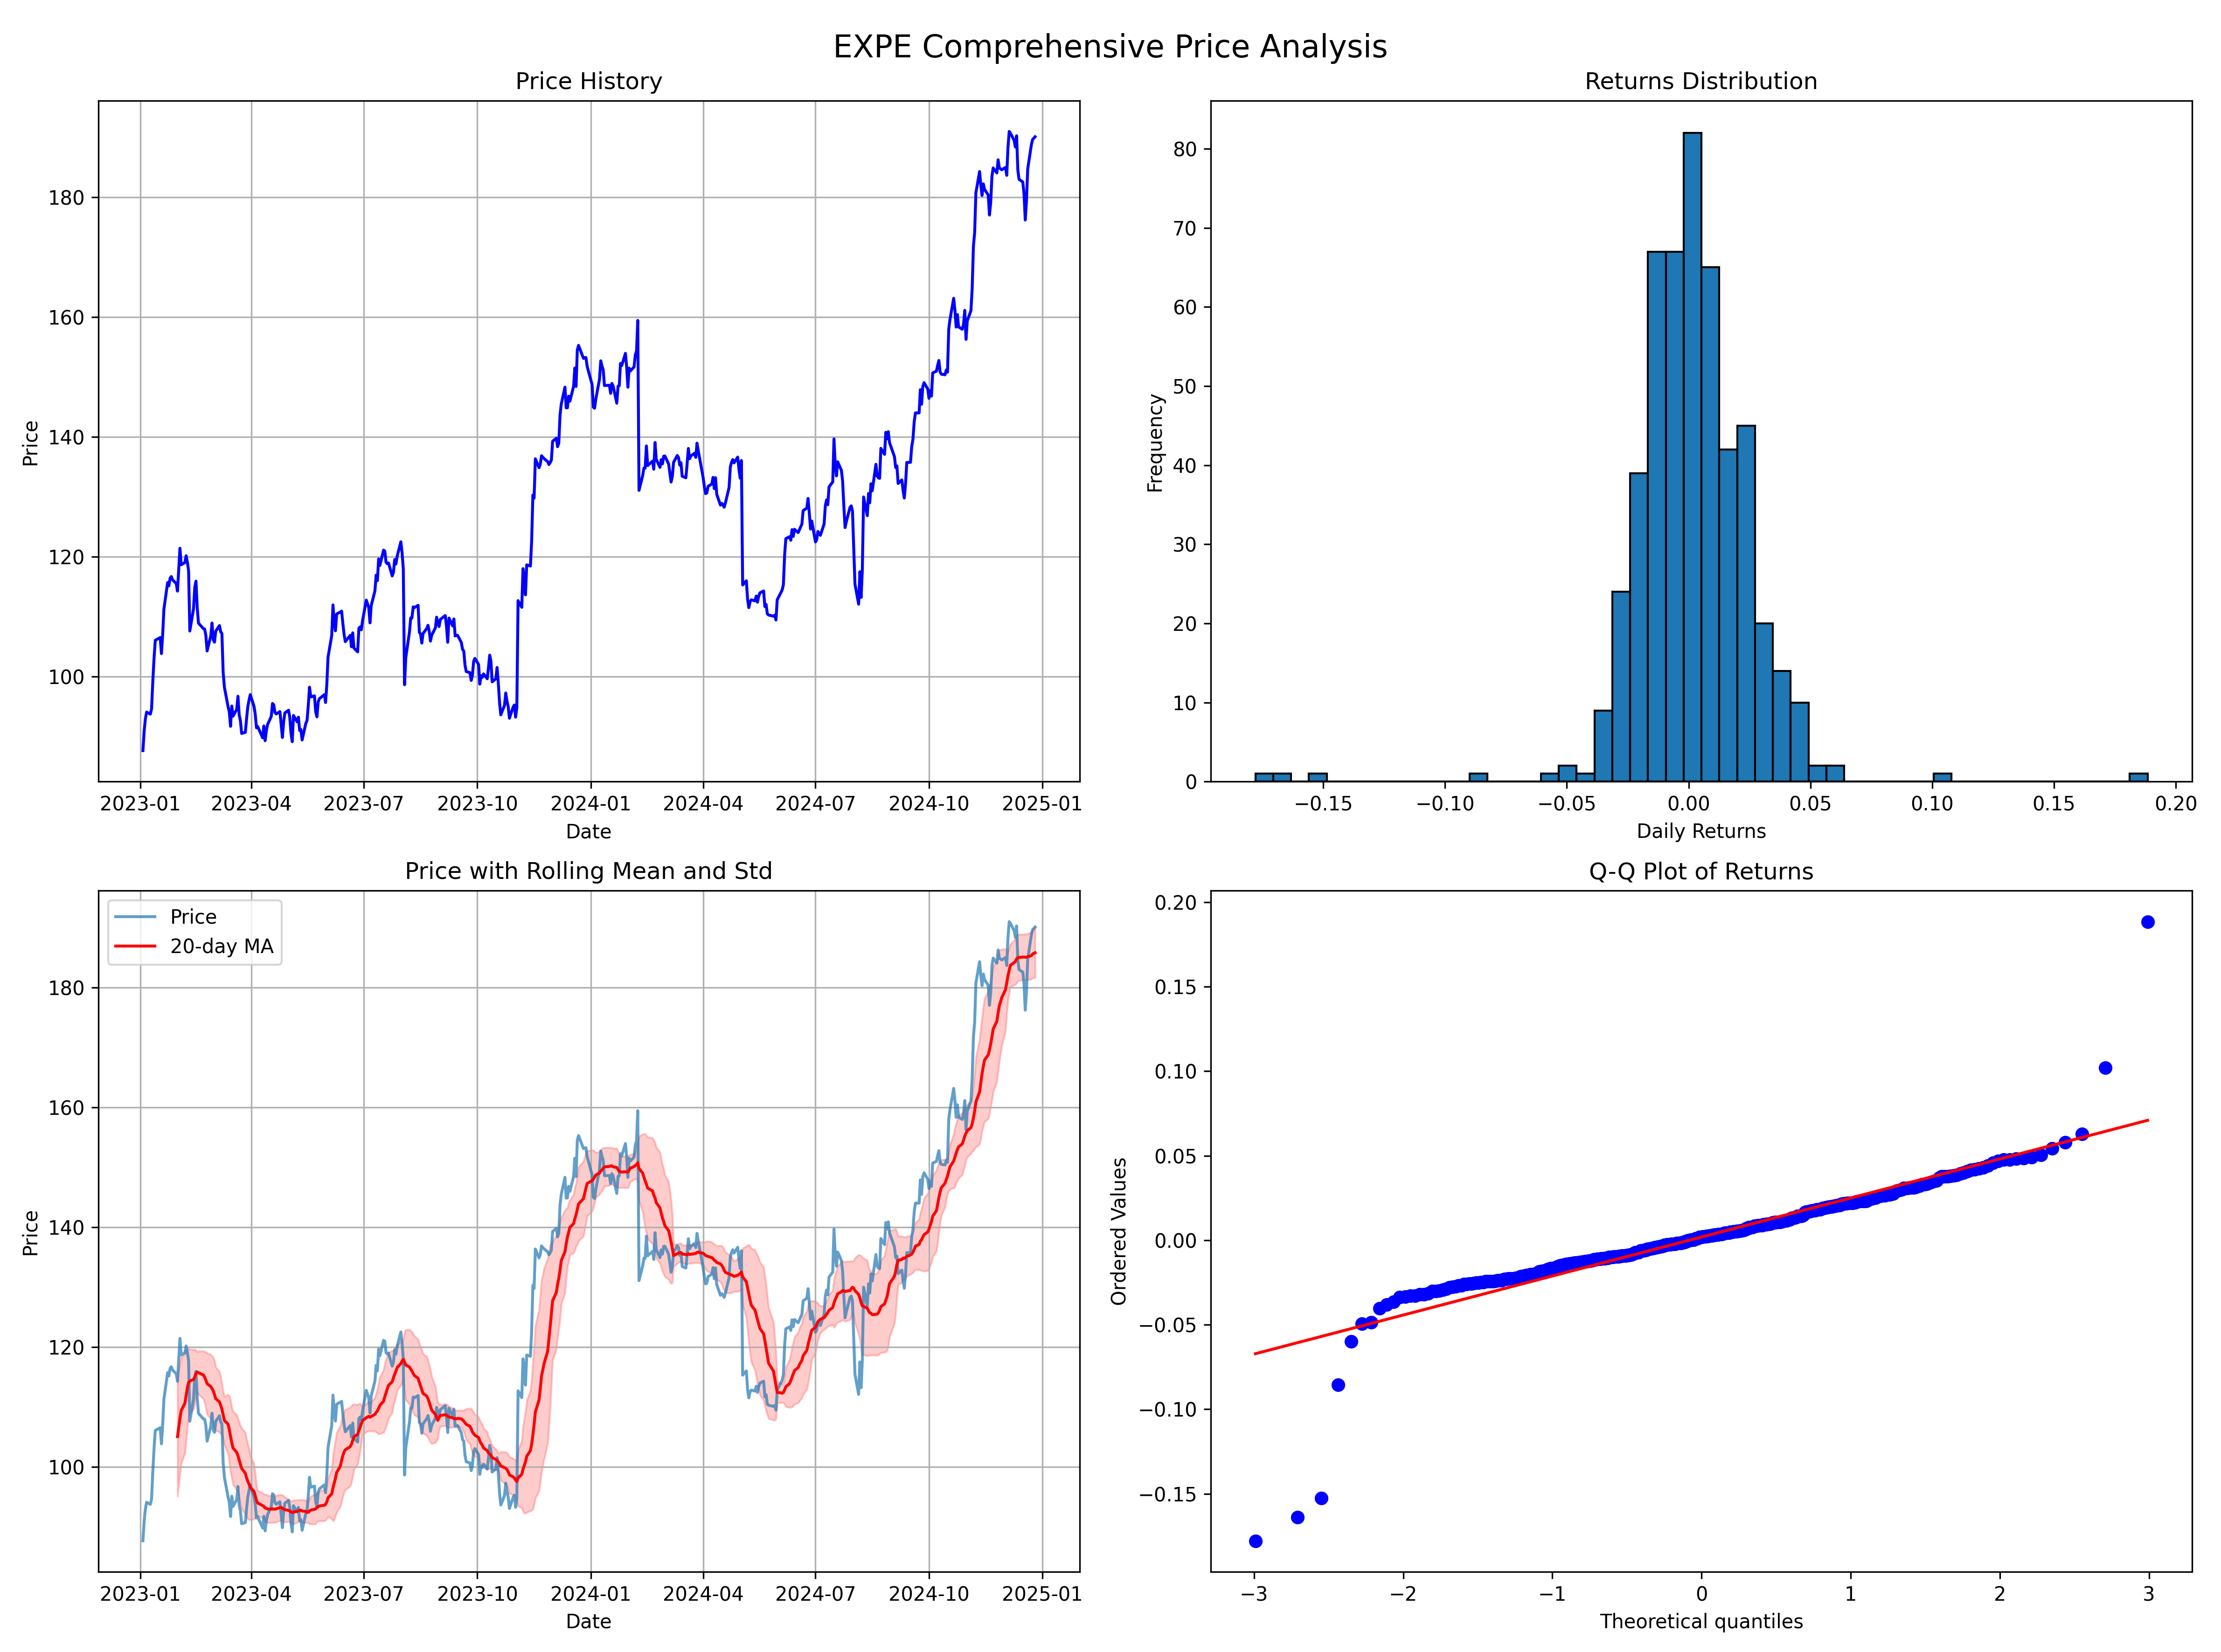 EXPE Comprehensive Price Analysis
Price History
Price
180
160
140
120
100
2023-01 2023-04 2023-07 2023-10 2024-01 2024-04 2024-07 2024-10 2025-01
Date
Returns Distribution
Frequency
80
70
60
50
40
30
20
10
0
−0.15 −0.10 −0.05 0.00 0.05 0.10 0.15 0.20
Daily Returns
Price with Rolling Mean and Std
Price
20-day MA
Price
180
160
140
120
100
2023-01 2023-04 2023-07 2023-10 2024-01 2024-04 2024-07 2024-10 2025-01
Date
Q-Q Plot of Returns
Ordered Values
0.20
0.15
0.10
0.05
0.00
−0.05
−0.10
−0.15
−3 −2 −1 0 1 2 3
Theoretical quantiles